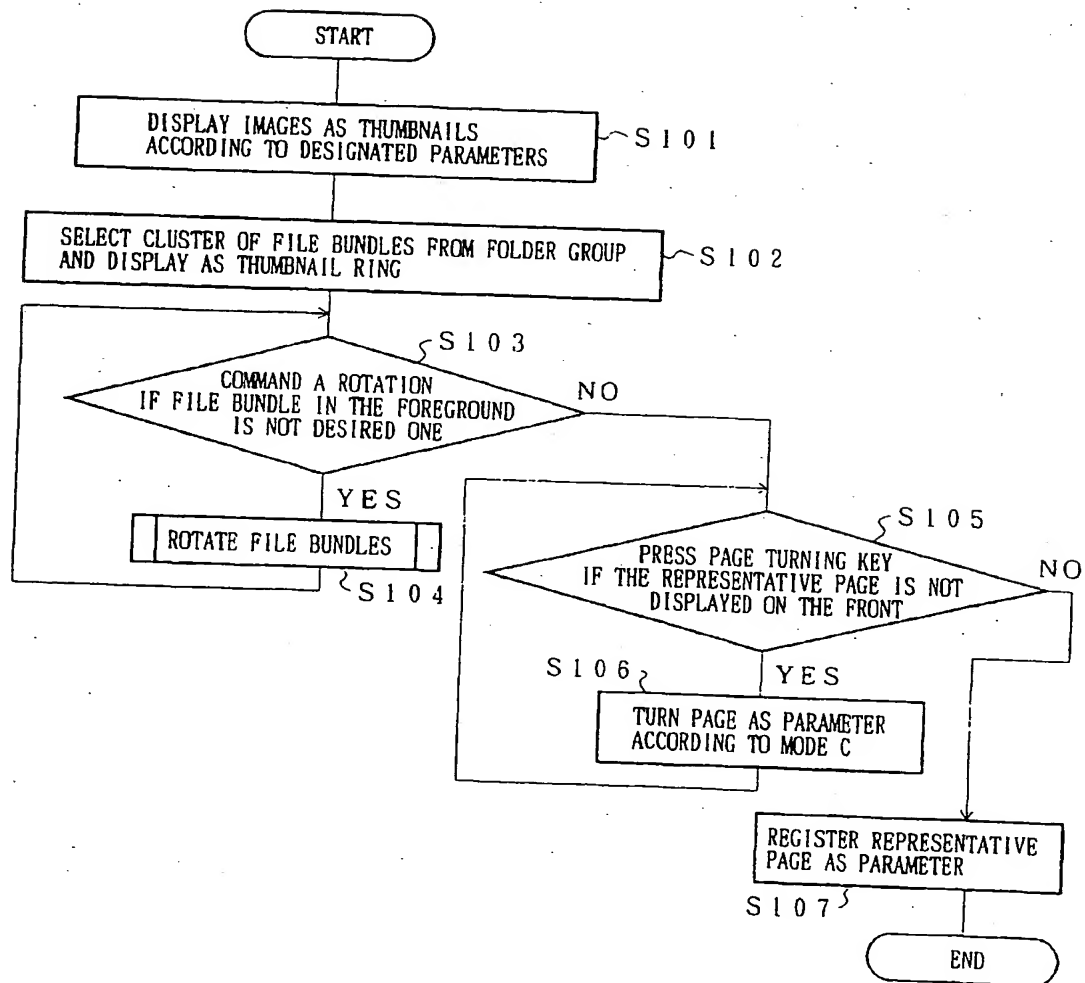 START
DISPLAY IMAGES AS THUMBNAILS
ACCORDING TO DESIGNATED PARAMETERS
S101
SELECT CLUSTER OF FILE BUNDLES FROM FOLDER GROUP
AND DISPLAY AS THUMBNAIL RING
S102
S103
COMMAND A ROTATION
IF FILE BUNDLE IN THE FOREGROUND
IS NOT DESIRED ONE
NO
YES
ROTATE FILE BUNDLES
S104
S105
PRESS PAGE TURNING KEY
IF THE REPRESENTATIVE PAGE IS NOT
DISPLAYED ON THE FRONT
NO
YES
S106
TURN PAGE AS PARAMETER
ACCORDING TO MODE C
REGISTER REPRESENTATIVE
PAGE AS PARAMETER
S107
END